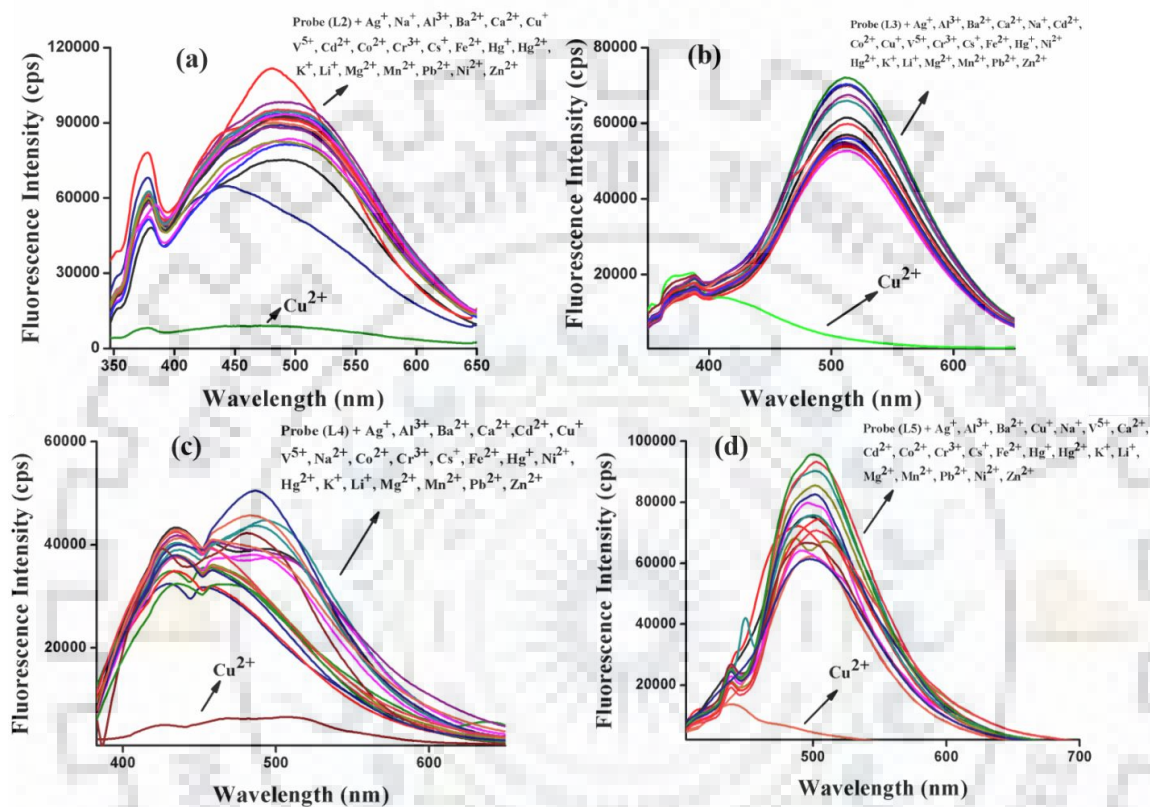 (a)
Probe (L2) + Ag⁺, Na⁺, Al³⁺, Ba²⁺, Ca²⁺, Cu⁺
V⁵⁺, Cd²⁺, Co²⁺, Cr³⁺, Cs⁺, Fe²⁺, Hg⁺, Hg²⁺,
K⁺, Li⁺, Mg²⁺, Mn²⁺, Pb²⁺, Ni²⁺, Zn²⁺
Fluorescence Intensity (cps)
120000
90000
60000
30000
0
Cu²⁺
350 400 450 500 550 600 650
Wavelength (nm)
(b)
Probe (L3) + Ag⁺, Al³⁺, Ba²⁺, Ca²⁺, Na⁺, Cd²⁺,
Co²⁺, Cu⁺, V⁵⁺, Cr³⁺, Cs⁺, Fe²⁺, Hg⁺, Ni²⁺
Hg²⁺, K⁺, Li⁺, Mg²⁺, Mn²⁺, Pb²⁺, Zn²⁺
Fluorescence Intensity (cps)
80000
60000
40000
20000
0
Cu²⁺
400 500 600
Wavelength (nm)
(c)
Probe (L4) + Ag⁺, Al³⁺, Ba²⁺, Ca²⁺,Cd²⁺, Cu⁺
V⁵⁺, Na²⁺, Co²⁺, Cr³⁺, Cs⁺, Fe²⁺, Hg⁺, Ni²⁺,
Hg²⁺, K⁺, Li⁺, Mg²⁺, Mn²⁺, Pb²⁺, Zn²⁺
Fluorescence Intensity (cps)
60000
40000
20000
Cu²⁺
400 500 600
Wavelength (nm)
(d)
Probe (L5) + Ag⁺, Al³⁺, Ba²⁺, Cu⁺, Na⁺, V⁵⁺, Ca²⁺,
Cd²⁺, Co²⁺, Cr³⁺, Cs⁺, Fe²⁺, Hg⁺, Hg²⁺, K⁺, Li⁺,
Mg²⁺, Mn²⁺, Pb²⁺, Ni²⁺, Zn²⁺
Fluorescence Intensity (cps)
100000
80000
60000
40000
20000
Cu²⁺
500 600 700
Wavelength (nm)